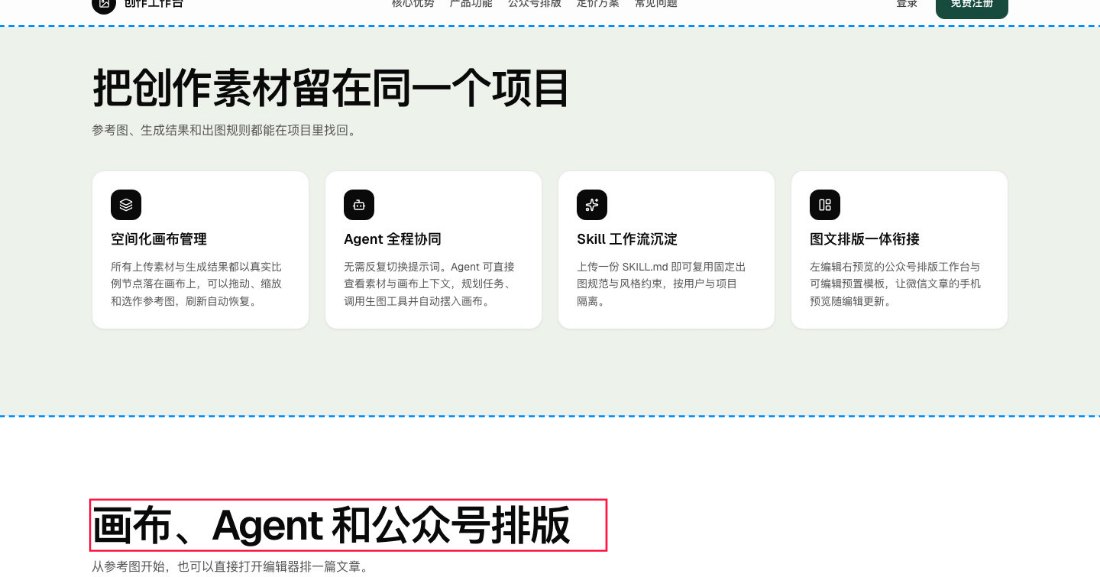 创作工作台
核心优势 产品功能 公众号排版 定价方案 常见问题
登录 免费注册
把创作素材留在同一个项目
参考图、生成结果和出图规则都能在项目里找回。
空间化画布管理
所有上传素材与生成结果都以真实比
例节点落在画布上，可以拖动、缩放
和选作参考图，刷新自动恢复。
Agent 全程协同
无需反复切换提示词。Agent 可直接
查看素材与画布上下文，规划任务、
调用生图工具并自动摆入画布。
Skill 工作流沉淀
上传一份 SKILL.md 即可复用固定出
图规范与风格约束，按用户与项目
隔离。
图文排版一体衔接
左编辑右预览的公众号排版工作台与
可编辑预置模板，让微信文章的手机
预览随编辑更新。
画布、Agent 和公众号排版
从参考图开始，也可以直接打开编辑器排一篇文章。